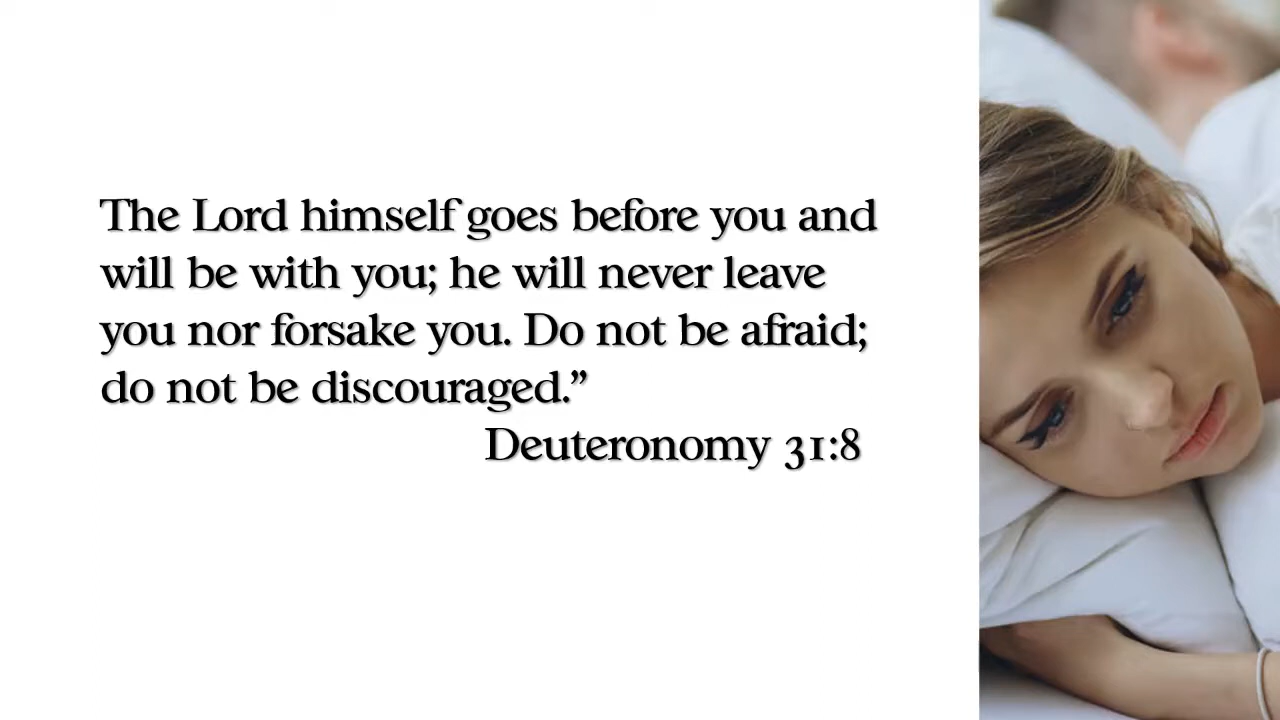 The Lord himself goes before you and
will be with you; he will never leave
you nor forsake you. Do not be afraid;
do not be discouraged.”
Deuteronomy 31:8